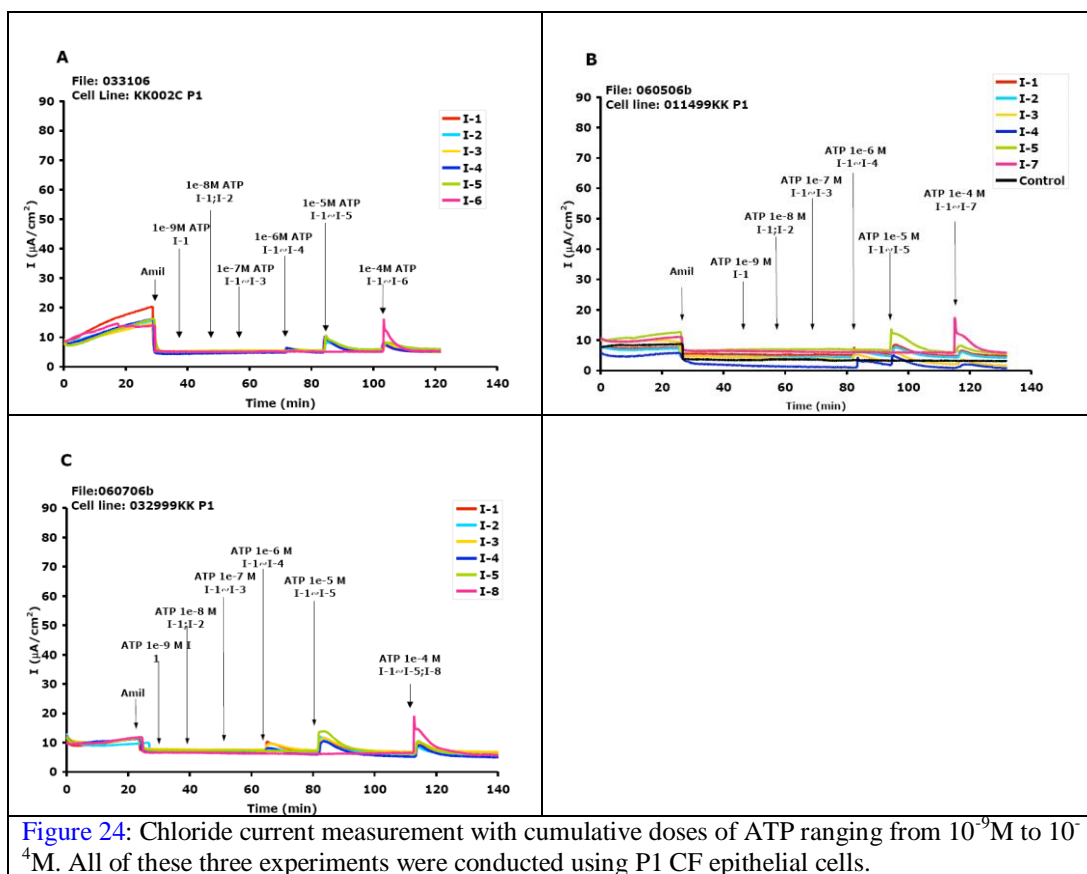 A
File: 033106
Cell Line: KK002C P1
I (µA/cm²)
90
80
70
60
50
40
30
20
10
0
I-1
I-2
I-3
I-4
I-5
I-6
Amil
1e-9M ATP
I-1
1e-8M ATP
I-1;I-2
1e-7M ATP
I-1~I-3
1e-6M ATP
I-1~I-4
1e-5M ATP
I-1~I-5
1e-4M ATP
I-1~I-6
0 20 40 60 80 100 120 140
Time (min)
B
File: 060506b
Cell line: 011499KK P1
I (µA/cm²)
90
80
70
60
50
40
30
20
10
0
I-1
I-2
I-3
I-4
I-5
I-7
Control
Amil
ATP 1e-9 M
I-1
ATP 1e-8 M
I-1;I-2
ATP 1e-7 M
I-1~I-3
ATP 1e-6 M
I-1~I-4
ATP 1e-5 M
I-1~I-5
ATP 1e-4 M
I-1~I-7
0 20 40 60 80 100 120 140
Time (min)
C
File:060706b
Cell line: 032999KK P1
I (µA/cm²)
90
80
70
60
50
40
30
20
10
0
I-1
I-2
I-3
I-4
I-5
I-8
Amil
ATP 1e-9 M I
1
ATP 1e-8 M
I-1;I-2
ATP 1e-7 M
I-1~I-3
ATP 1e-6 M
I-1~I-4
ATP 1e-5 M
I-1~I-5
ATP 1e-4 M
I-1~I-5;I-8
0 20 40 60 80 100 120 140
Time (min)
Figure 24: Chloride current measurement with cumulative doses of ATP ranging from 10⁻⁹M to 10⁻
⁴M. All of these three experiments were conducted using P1 CF epithelial cells.